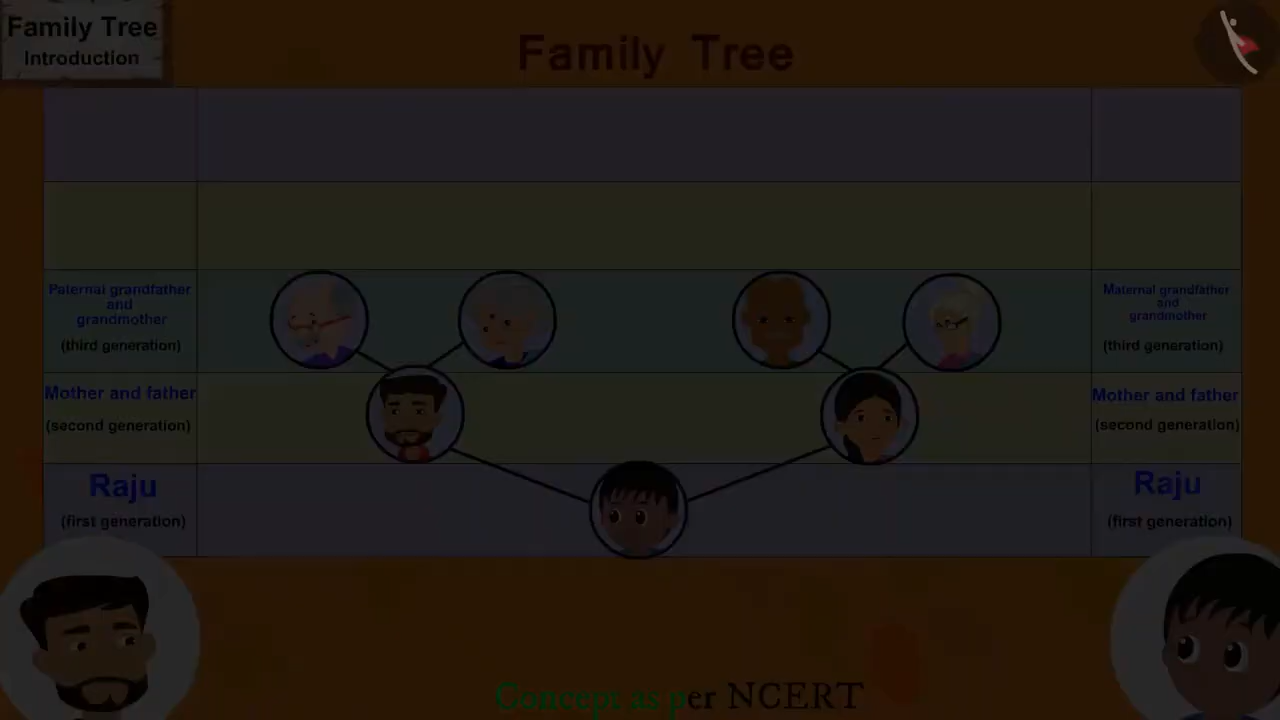 Family Tree
Introduction
Family Tree
Paternal grandfather
and
grandmother
(third generation)
Maternal grandfather
and
grandmother
(third generation)
Mother and father
(second generation)
Mother and father
(second generation)
Raju
(first generation)
Raju
(first generation)
Concept as per NCERT